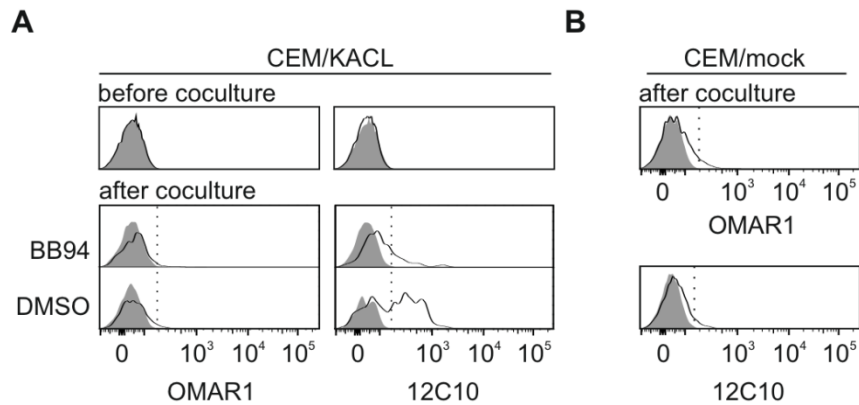 A
B
CEM/KACL
CEM/mock
before coculture
after coculture
after coculture
BB94
DMSO
0 10³ 10⁴ 10⁵
OMAR1
0 10³ 10⁴ 10⁵
12C10
0 10³ 10⁴ 10⁵
OMAR1
0 10³ 10⁴ 10⁵
12C10